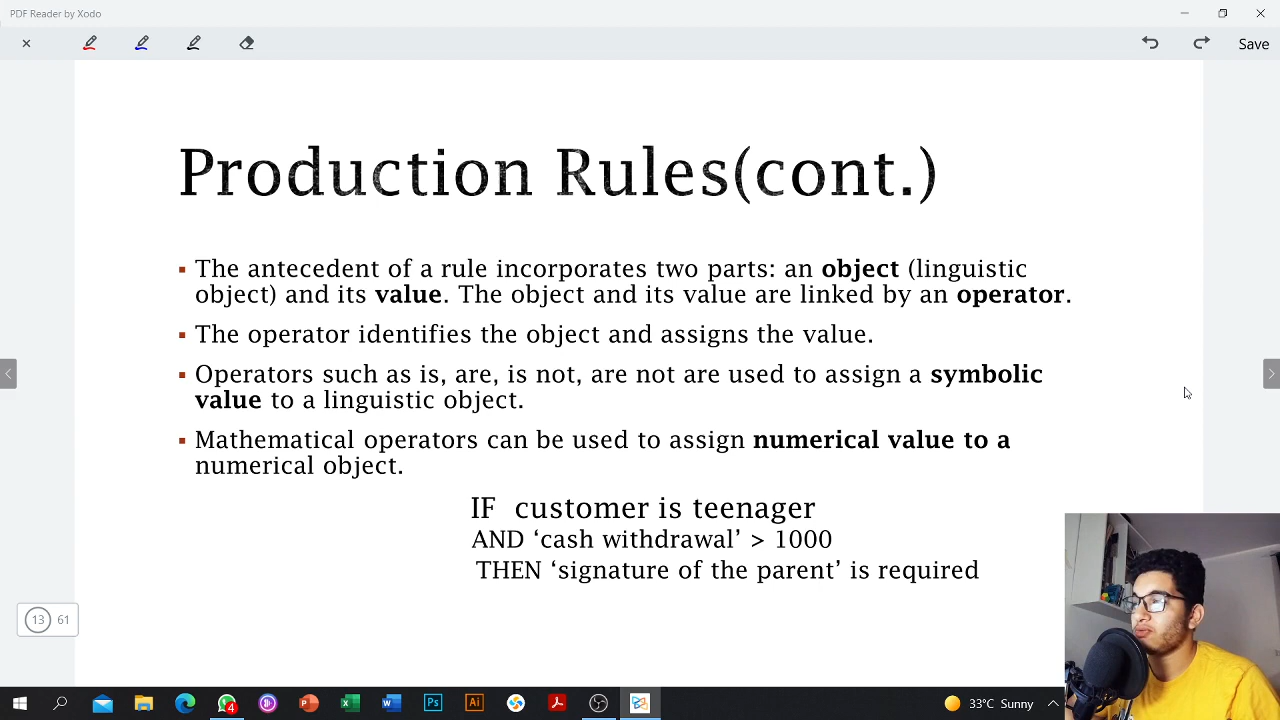 PDF Reader by Xodo
Save
Production Rules(cont.)
▪ The antecedent of a rule incorporates two parts: an object (linguistic
object) and its value. The object and its value are linked by an operator.
▪ The operator identifies the object and assigns the value.
▪ Operators such as is, are, is not, are not are used to assign a symbolic
value to a linguistic object.
▪ Mathematical operators can be used to assign numerical value to a
numerical object.
IF customer is teenager
AND ‘cash withdrawal’ > 1000
THEN ‘signature of the parent’ is required
13 61
4
Ps
Ai
33°C Sunny